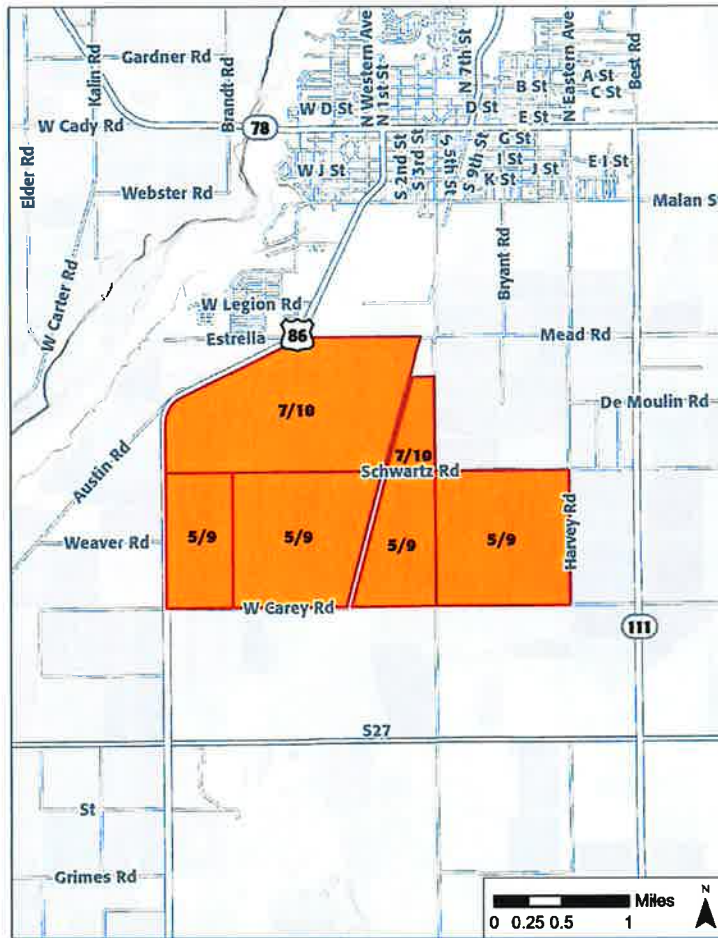 Gardner Rd
Kalin Rd
Brandt Rd
N Western Ave
N 1st St
N 7th St
N Eastern Ave
Best Rd
A St
B St
C St
W D St
D St
E St
W Cady Rd
78
Elder Rd
G St
W J St
S 2nd St
S 3rd St
S 5th St
S 9th St
I St
J St
E I St
K St
Webster Rd
Malan S
Bryant Rd
W Carter Rd
W Legion Rd
Estrella
86
Mead Rd
7/10
De Moulin Rd
Austin Rd
7/10
Schwartz Rd
Weaver Rd
5/9
5/9
5/9
5/9
Harvey Rd
W Carey Rd
111
S27
St
Grimes Rd
Miles
0 0.25 0.5 1
N